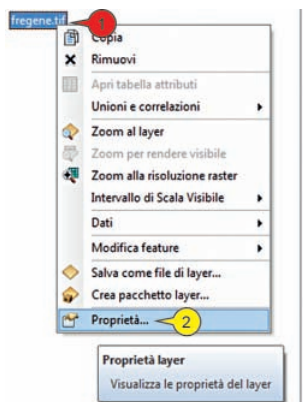 fregene.tif
1
Copia
Rimuovi
Apri tabella attributi
Unioni e correlazioni
Zoom al layer
Zoom per rendere visibile
Zoom alla risoluzione raster
Intervallo di Scala Visibile
Dati
Modifica feature
Salva come file di layer...
Crea pacchetto layer...
Proprietà... 2
Proprietà layer
Visualizza le proprietà del layer